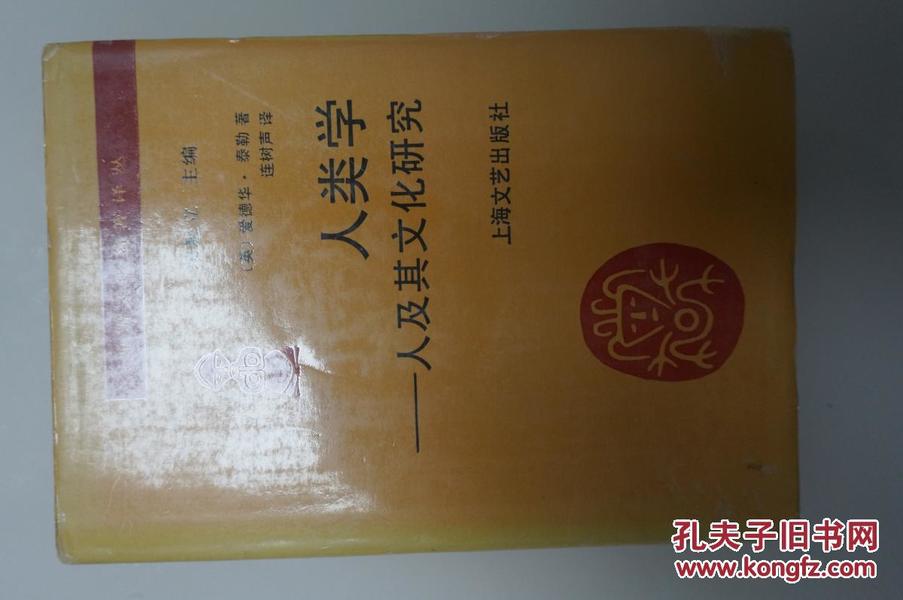 译丛
主编
〔英〕爱德华·泰勒著
连树声译
人类学
——人及其文化研究
上海文艺出版社
孔夫子旧书网
www.kongfz.com